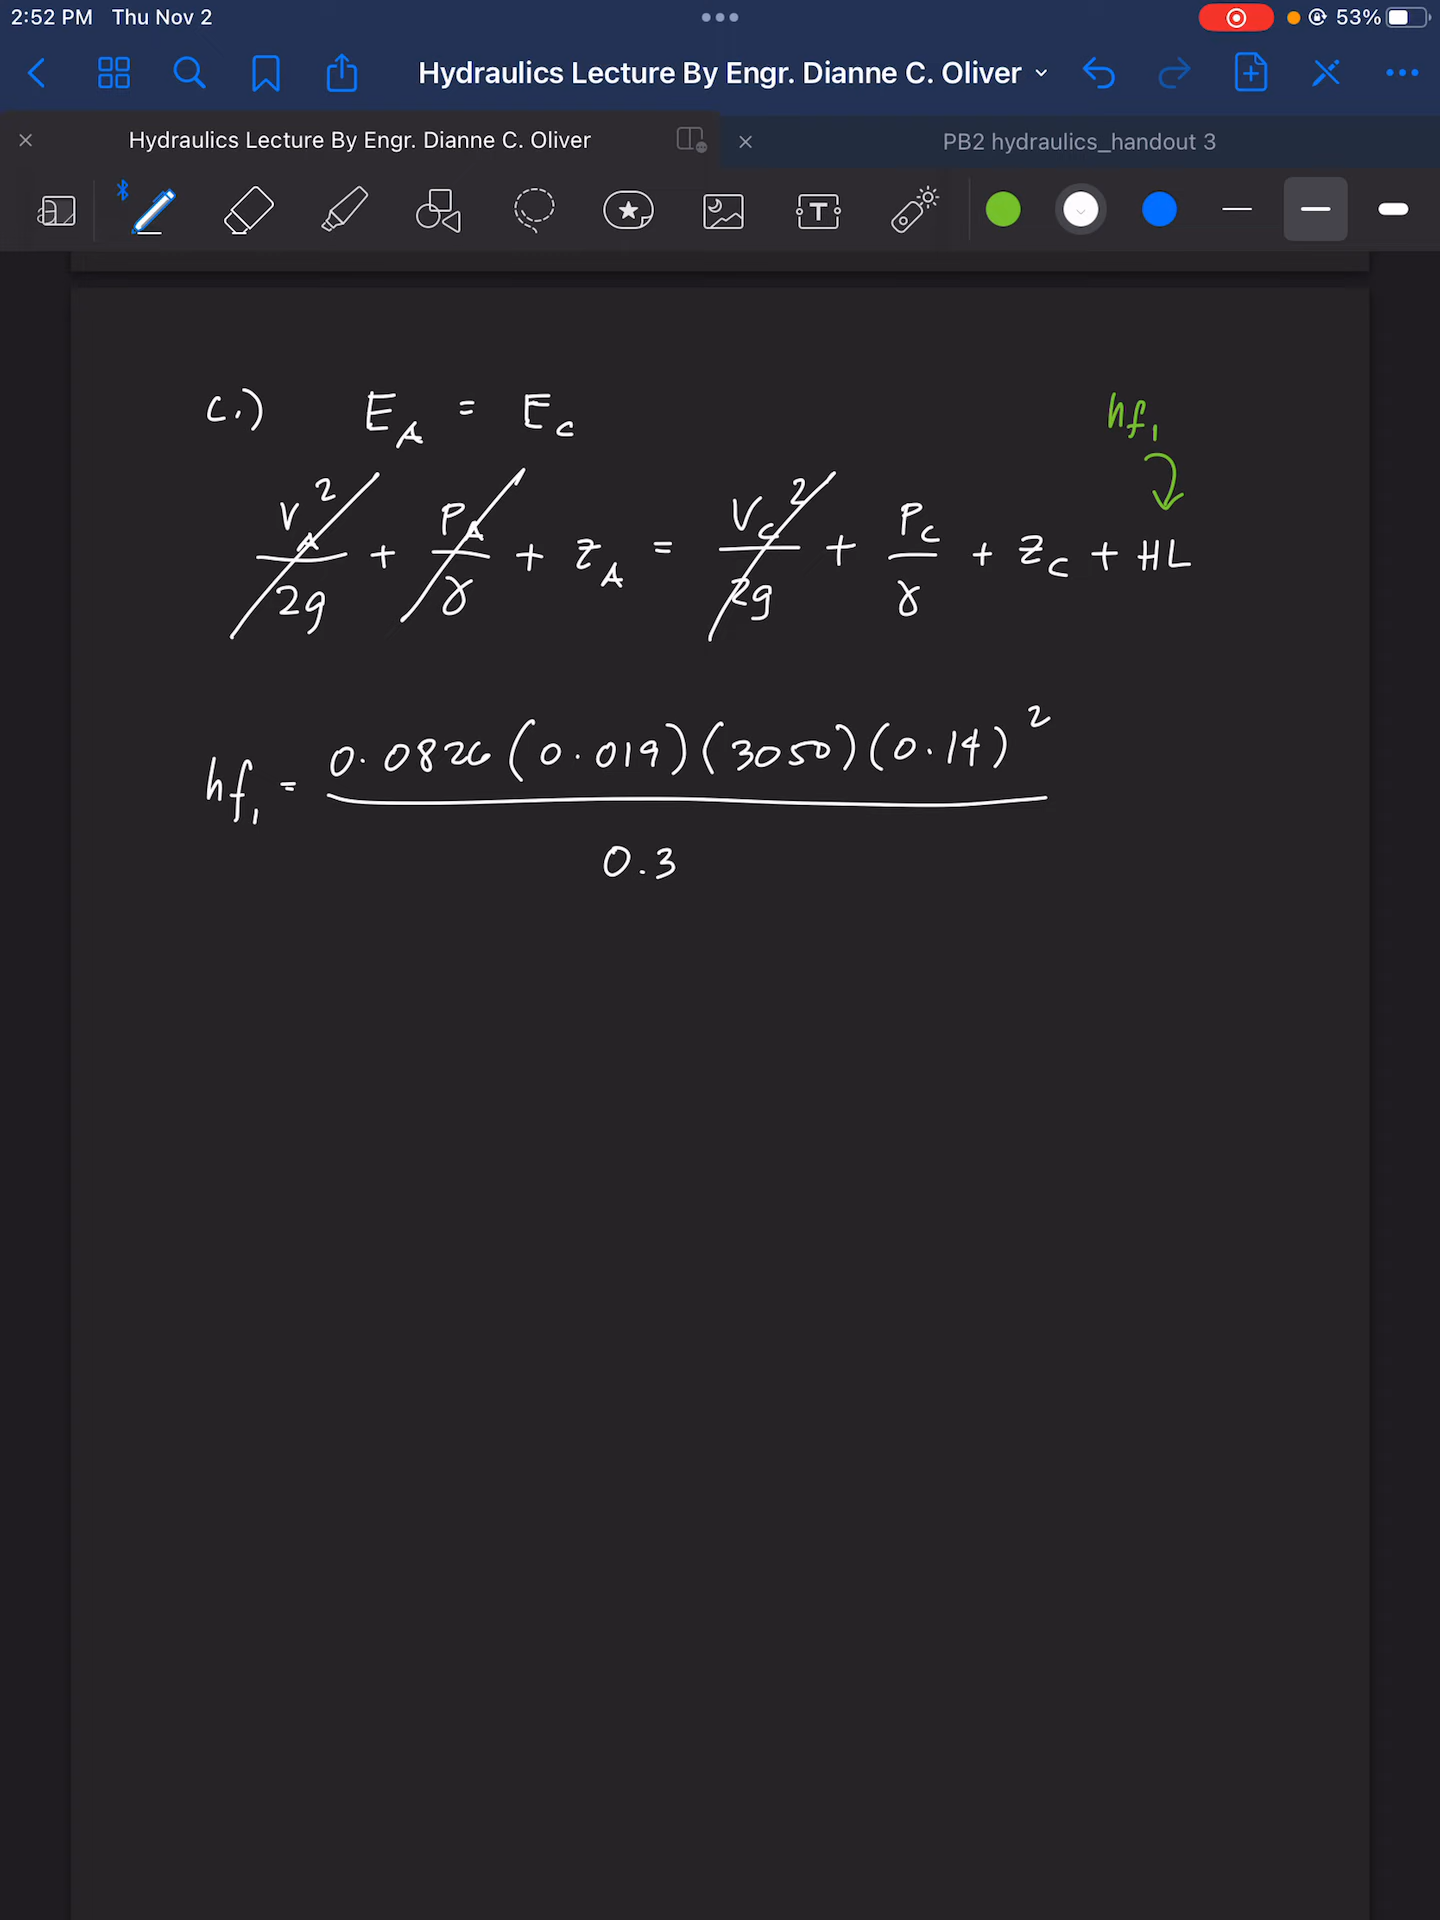 2:52 PM Thu Nov 2 53%
Hydraulics Lecture By Engr. Dianne C. Oliver
Hydraulics Lecture By Engr. Dianne C. Oliver PB2 hydraulics_handout 3
a T
c.) E_A = E_C hf₁
V_A²/2g + P_A/γ + z_A = V_C²/2g + P_C/γ + z_C + HL
hf₁ = 0.0826 (0.019)(3050)(0.14)²
0.3